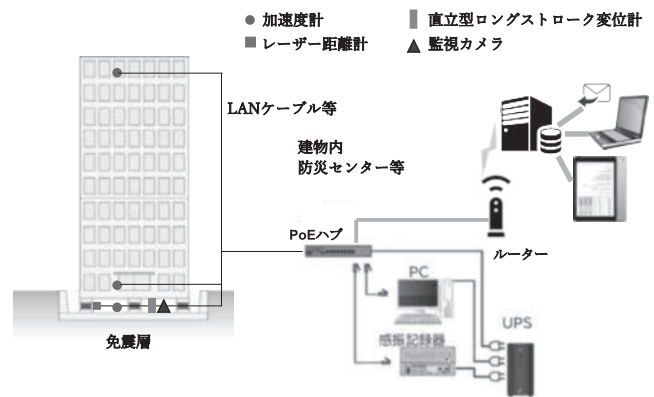 加速度計
直立型ロングストローク変位計
レーザー距離計
監視カメラ
LANケーブル等
建物内
防災センター等
PoEハブ
ルーター
PC
UPS
感振記録器
免震層